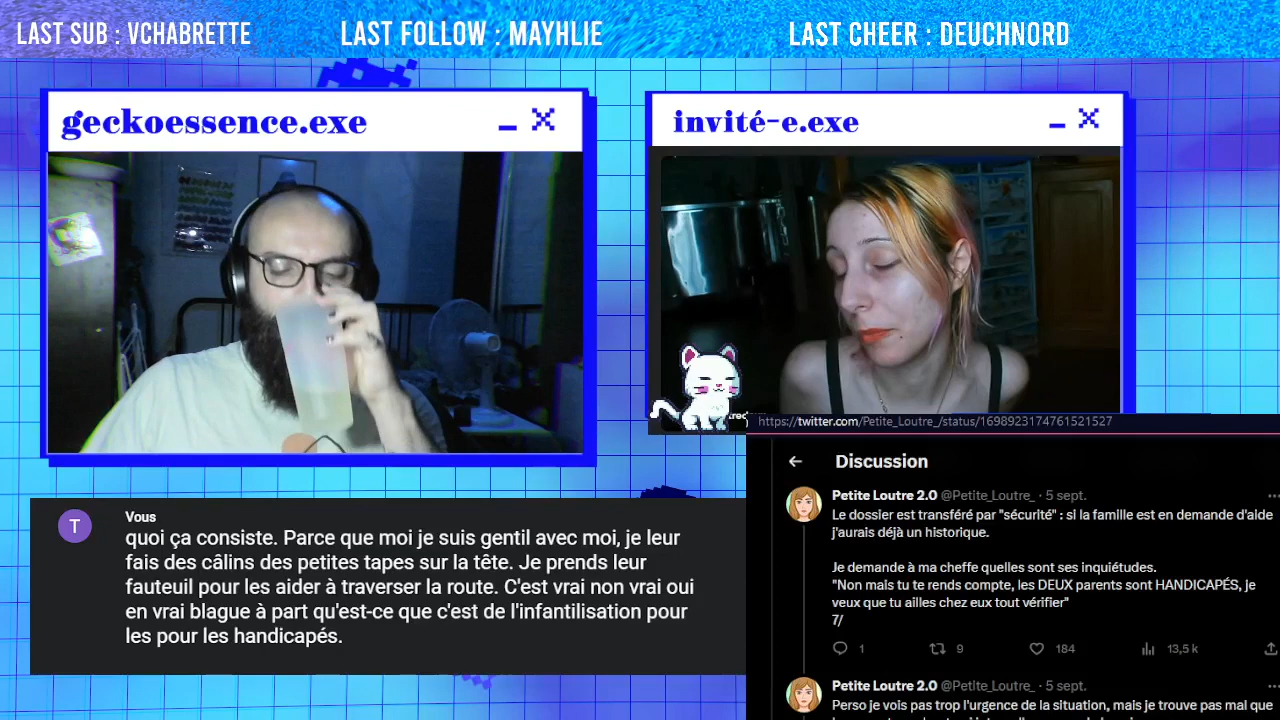 LAST SUB : VCHABRETTE
LAST FOLLOW : MAYHLIE
LAST CHEER : DEUCHNORD
geckoessence.exe
invité-e.exe
https://twitter.com/Petite_Loutre_/status/1698923174761521527
Discussion
Petite Loutre 2.0 @Petite_Loutre_ · 5 sept.
Le dossier est transféré par "sécurité" : si la famille est en demande d'aide
j'aurais déjà un historique.
Je demande à ma cheffe quelles sont ses inquiétudes.
"Non mais tu te rends compte, les DEUX parents sont HANDICAPÉS, je
veux que tu ailles chez eux tout vérifier"
7/
1 9 184 13,5 k
Petite Loutre 2.0 @Petite_Loutre_ · 5 sept.
Perso je vois pas trop l'urgence de la situation, mais je trouve pas mal que
T
Vous
quoi ça consiste. Parce que moi je suis gentil avec moi, je leur
fais des câlins des petites tapes sur la tête. Je prends leur
fauteuil pour les aider à traverser la route. C'est vrai non vrai oui
en vrai blague à part qu'est-ce que c'est de l'infantilisation pour
les pour les handicapés.